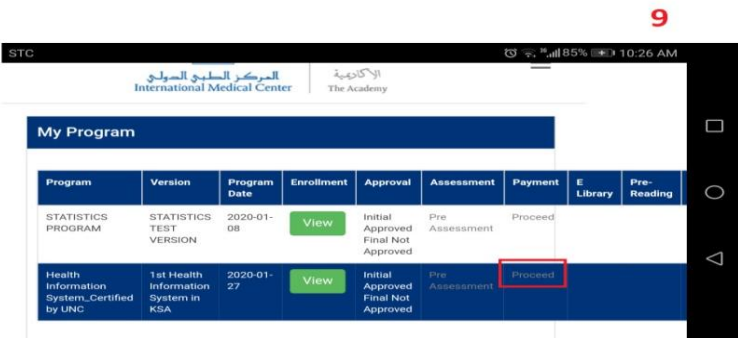 9
STC
85% 10:26 AM
المركز الطبي الدولي
الأكاديمية
International Medical Center
The Academy
My Program
Program Version Program Date Enrollment Approval Assessment Payment E Library Pre-Reading
STATISTICS PROGRAM STATISTICS TEST VERSION 2020-01-08 View Initial Approved Final Not Approved Pre Assessment Proceed
Health Information System_Certified by UNC 1st Health Information System in KSA 2020-01-27 View Initial Approved Final Not Approved Pre Assessment Proceed